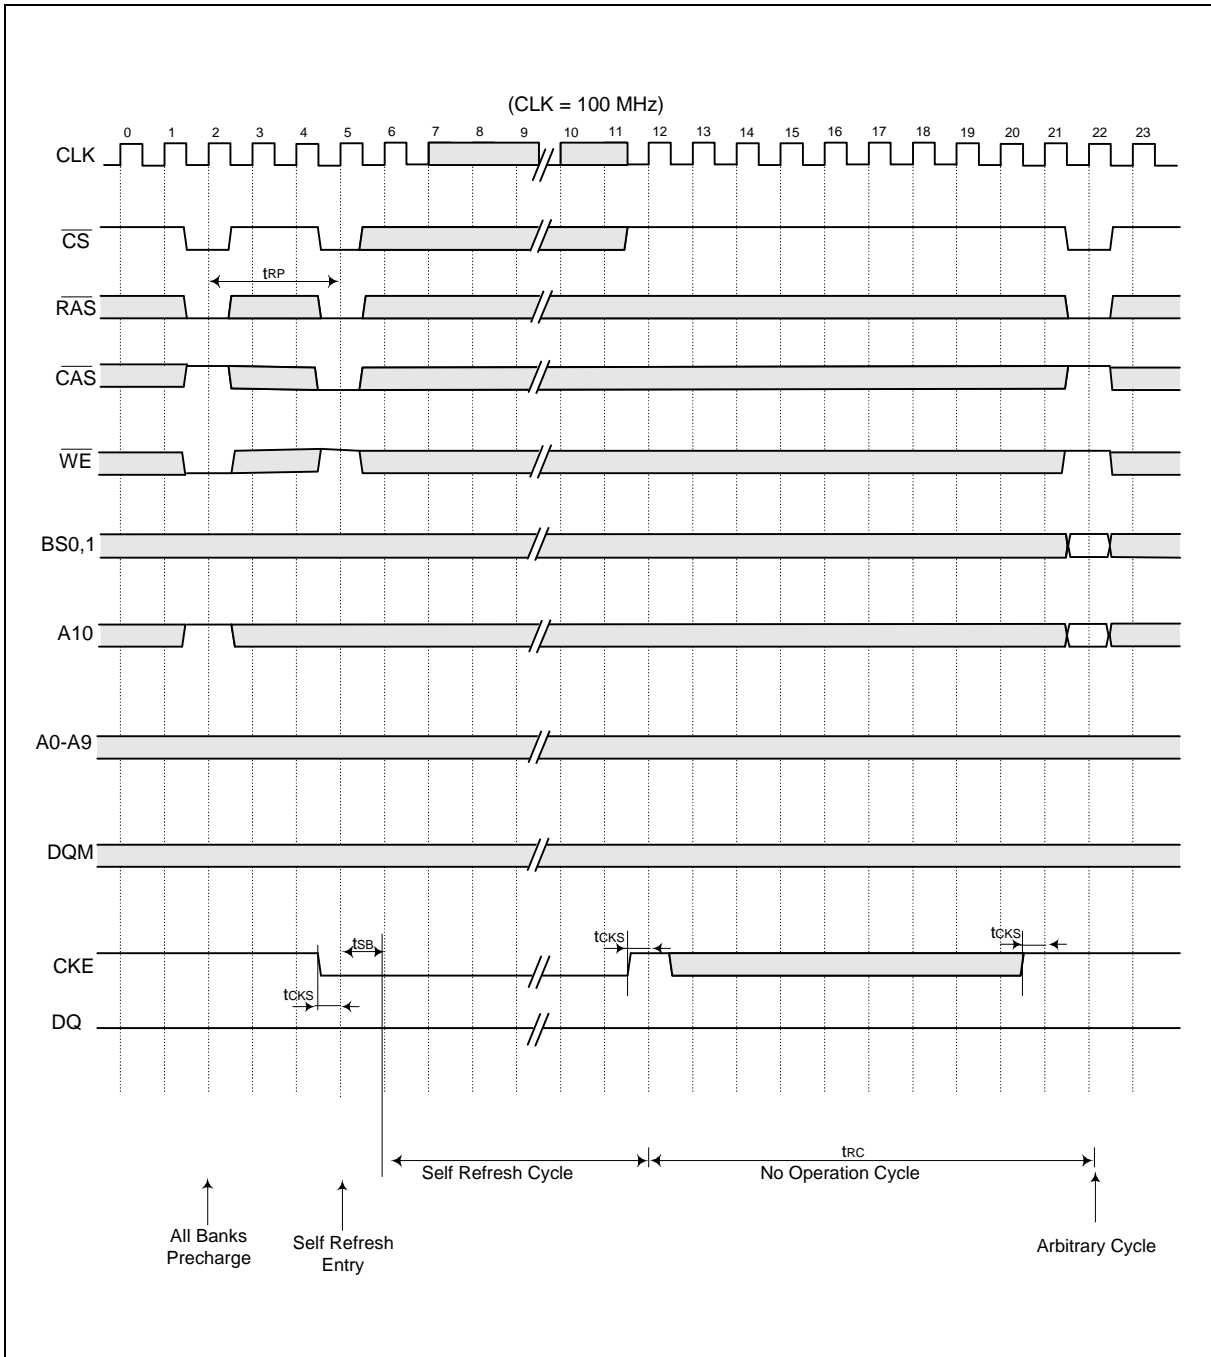 (CLK = 100 MHz)
0 1 2 3 4 5 6 7 8 9 10 11 12 13 14 15 16 17 18 19 20 21 22 23
CLK
CS
tRP
RAS
CAS
WE
BS0,1
A10
A0-A9
DQM
tSB tCKS tCKS
CKE
tCKS
DQ
tRC
Self Refresh Cycle No Operation Cycle
All Banks
Precharge
Self Refresh
Entry
Arbitrary Cycle